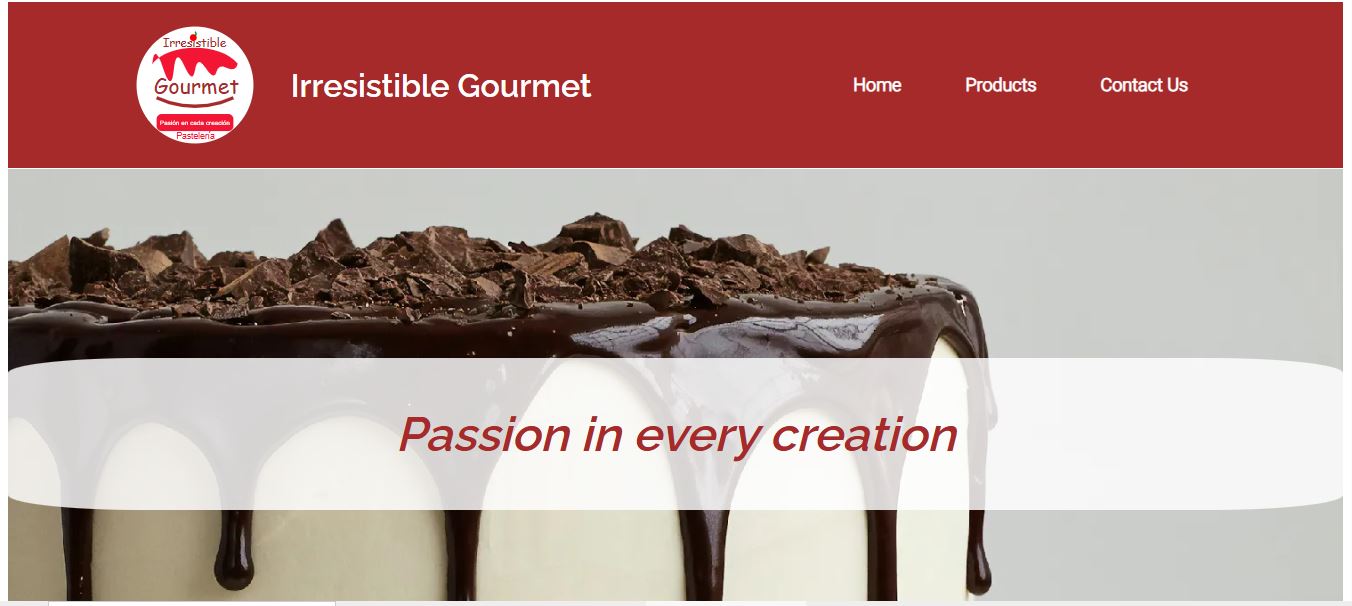 Irresistible
Gourmet
Pasión en cada creación
Pastelería
Irresistible Gourmet
Home
Products
Contact Us
Passion in every creation